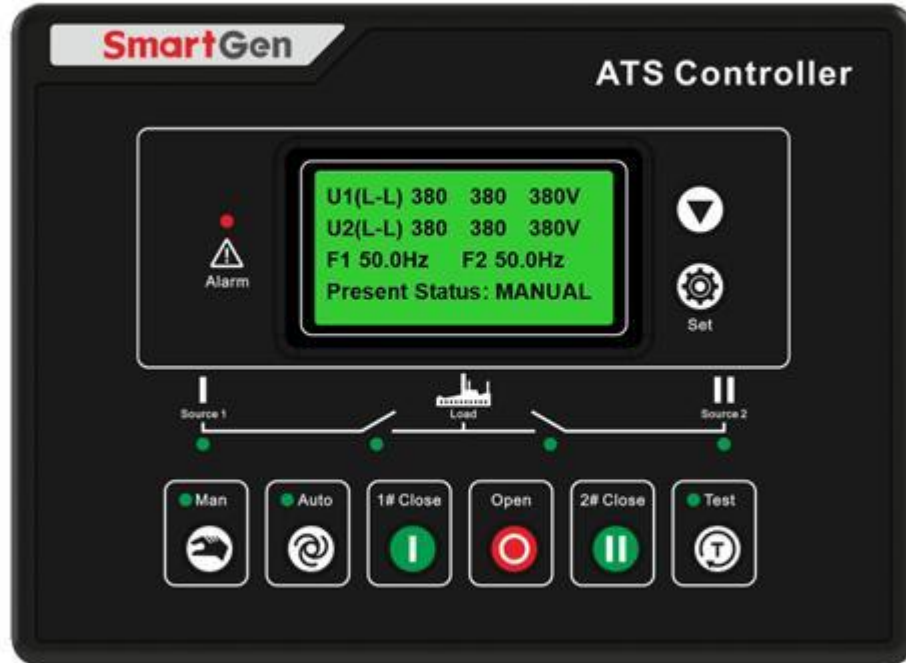 SmartGen
ATS Controller
U1(L-L) 380 380 380V
U2(L-L) 380 380 380V
F1 50.0Hz F2 50.0Hz
Present Status: MANUAL
Alarm
Set
I II
Source 1 Load Source 2
Man Auto 1# Close Open 2# Close Test
I O II T